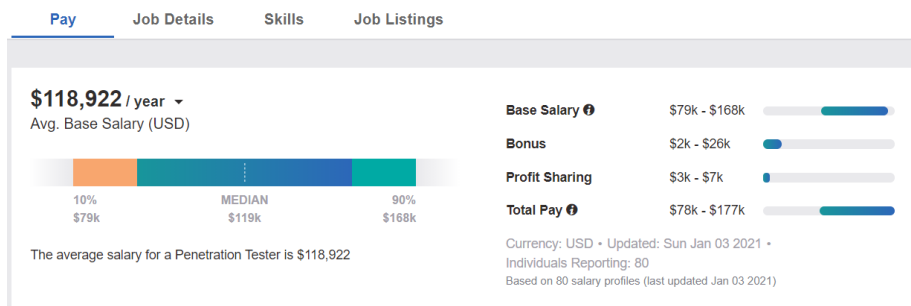 Pay Job Details Skills Job Listings
$118,922 / year
Avg. Base Salary (USD)
10% MEDIAN 90%
$79k $119k $168k
The average salary for a Penetration Tester is $118,922
Base Salary $79k - $168k
Bonus $2k - $26k
Profit Sharing $3k - $7k
Total Pay $78k - $177k
Currency: USD • Updated: Sun Jan 03 2021 •
Individuals Reporting: 80
Based on 80 salary profiles (last updated Jan 03 2021)